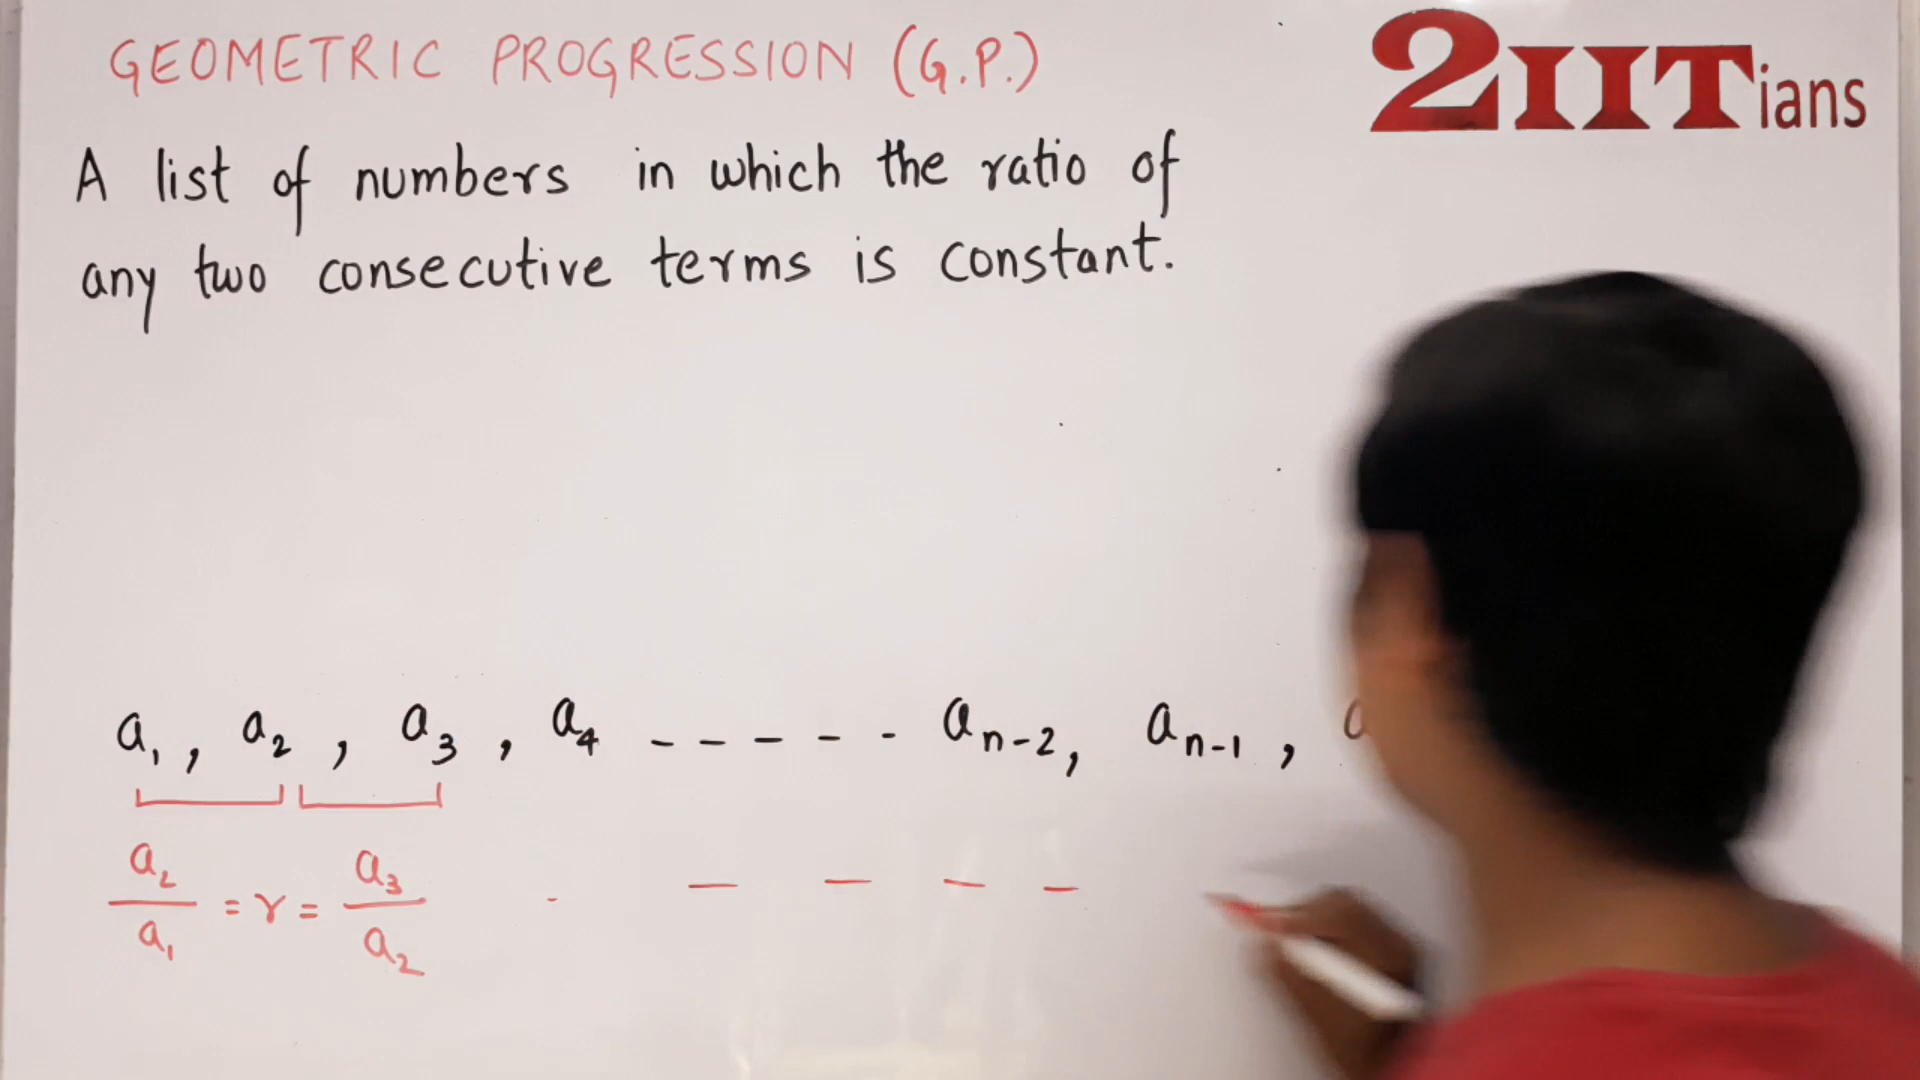 GEOMETRIC PROGRESSION (G.P.)
2IITians
A list of numbers in which the ratio of
any two consecutive terms is constant.
a₁, a₂, a₃, a₄ - - - - - aₙ₋₂, aₙ₋₁, a
a₂/a₁ = r = a₃/a₂ - - - - -